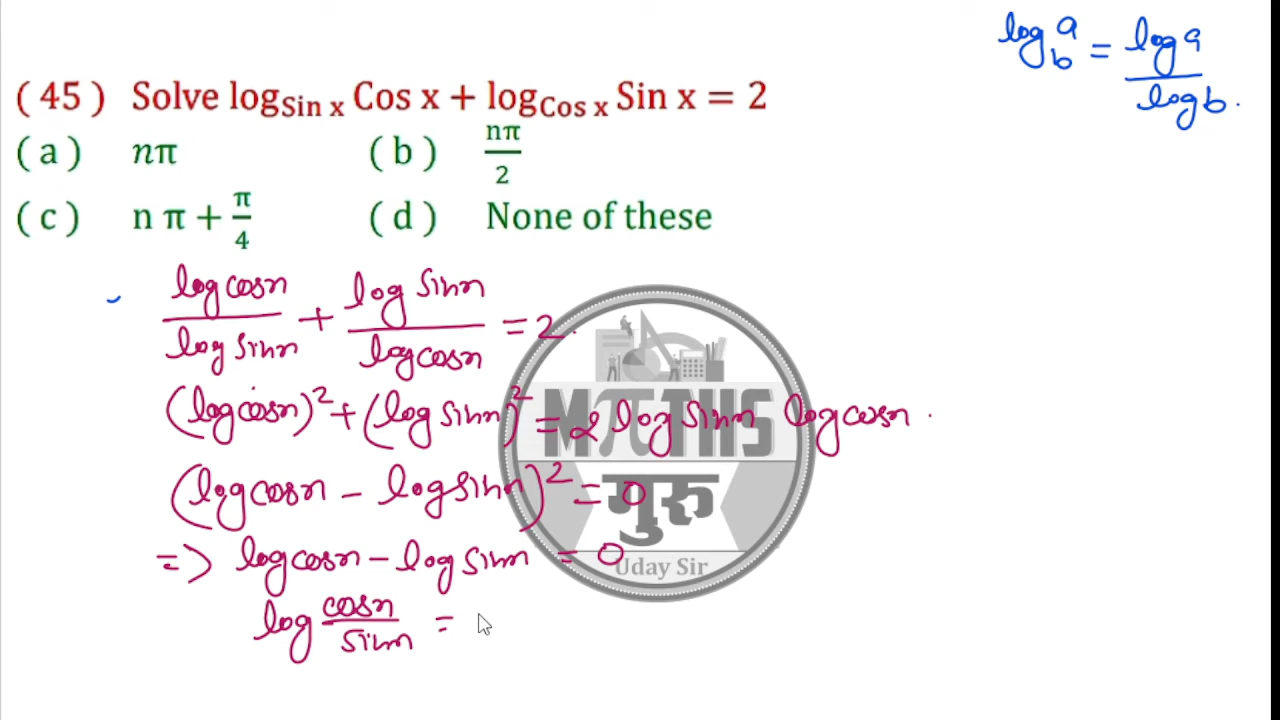 log_b a = log a / log b.
( 45 ) Solve log_{Sin x} Cos x + log_{Cos x} Sin x = 2
( a ) nπ ( b ) nπ/2
( c ) n π + π/4 ( d ) None of these
log cosx / log sinx + log sinx / log cosx = 2.
(log cosx)² + (log sinx)² = 2 log sinx log cosx .
(log cosx − log sinx)² = 0
=> log cosx − log sinx = 0
log cosx / sinx =
MπTHS
गुरु
Uday Sir